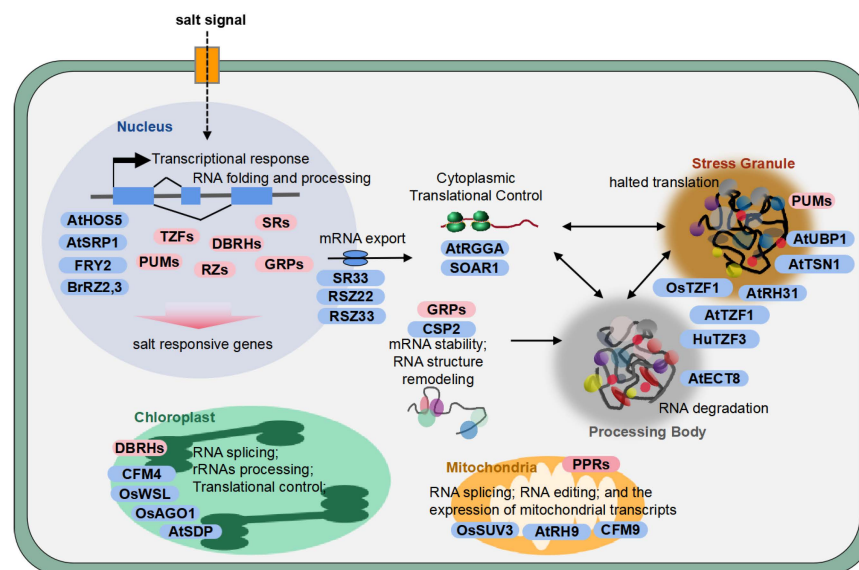 salt signal
Nucleus
Transcriptional response
RNA folding and processing
AtHOS5
AtSRP1
FRY2
BrRZ2,3
TZFs
PUMs
DBRHs
RZs
SRs
GRPs
salt responsive genes
mRNA export
SR33
RSZ22
RSZ33
Cytoplasmic
Translational Control
AtRGGA
SOAR1
GRPs
CSP2
mRNA stability;
RNA structure
remodeling
Stress Granule
halted translation
PUMs
AtUBP1
AtTSN1
OsTZF1
AtRH31
AtTZF1
HuTZF3
AtECT8
RNA degradation
Processing Body
Chloroplast
DBRHs
CFM4
OsWSL
OsAGO1
AtSDP
RNA splicing;
rRNAs processing;
Translational control;
Mitochondria
PPRs
RNA splicing; RNA editing; and the
expression of mitochondrial transcripts
OsSUV3
AtRH9
CFM9